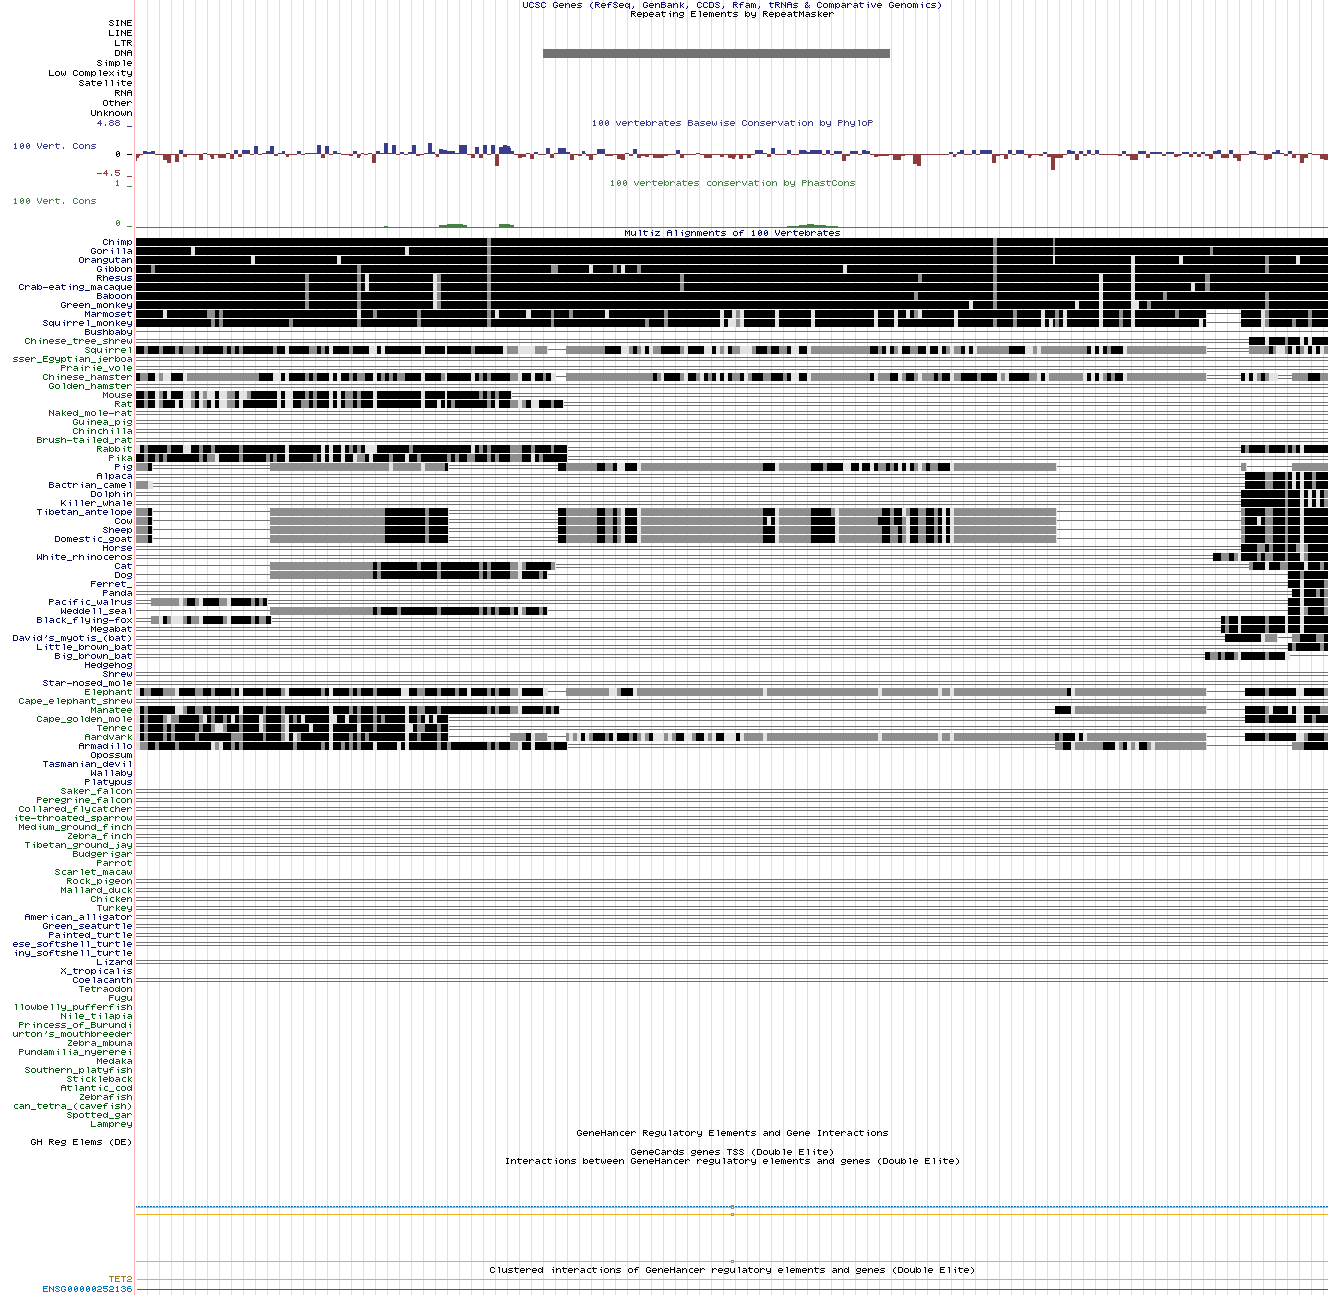 UCSC Genes (RefSeq, GenBank, CCDS, Rfam, tRNAs & Comparative Genomics)
Repeating Elements by RepeatMasker
SINE
LINE
LTR
DNA
Simple
Low Complexity
Satellite
RNA
Other
Unknown
4.88 _
100 vertebrates Basewise Conservation by PhyloP
100 Vert. Cons
0 _
-4.5 _
1 _
100 vertebrates conservation by PhastCons
100 Vert. Cons
0 _
Multiz Alignments of 100 Vertebrates
Chimp
Gorilla
Orangutan
Gibbon
Rhesus
Crab-eating_macaque
Baboon
Green_monkey
Marmoset
Squirrel_monkey
Bushbaby
Chinese_tree_shrew
Squirrel
sser_Egyptian_jerboa
Prairie_vole
Chinese_hamster
Golden_hamster
Mouse
Rat
Naked_mole-rat
Guinea_pig
Chinchilla
Brush-tailed_rat
Rabbit
Pika
Pig
Alpaca
Bactrian_camel
Dolphin
Killer_whale
Tibetan_antelope
Cow
Sheep
Domestic_goat
Horse
White_rhinoceros
Cat
Dog
Ferret_
Panda
Pacific_walrus
Weddell_seal
Black_flying-fox
Megabat
David's_myotis_(bat)
Little_brown_bat
Big_brown_bat
Hedgehog
Shrew
Star-nosed_mole
Elephant
Cape_elephant_shrew
Manatee
Cape_golden_mole
Tenrec
Aardvark
Armadillo
Opossum
Tasmanian_devil
Wallaby
Platypus
Saker_falcon
Peregrine_falcon
Collared_flycatcher
ite-throated_sparrow
Medium_ground_finch
Zebra_finch
Tibetan_ground_jay
Budgerigar
Parrot
Scarlet_macaw
Rock_pigeon
Mallard_duck
Chicken
Turkey
American_alligator
Green_seaturtle
Painted_turtle
ese_softshell_turtle
iny_softshell_turtle
Lizard
X_tropicalis
Coelacanth
Tetraodon
Fugu
llowbelly_pufferfish
Nile_tilapia
Princess_of_Burundi
urton's_mouthbreeder
Zebra_mbuna
Pundamilia_nyererei
Medaka
Southern_platyfish
Stickleback
Atlantic_cod
Zebrafish
can_tetra_(cavefish)
Spotted_gar
Lamprey
GeneHancer Regulatory Elements and Gene Interactions
GH Reg Elems (DE)
GeneCards genes TSS (Double Elite)
Interactions between GeneHancer regulatory elements and genes (Double Elite)
Clustered interactions of GeneHancer regulatory elements and genes (Double Elite)
TET2
ENSG00000252136